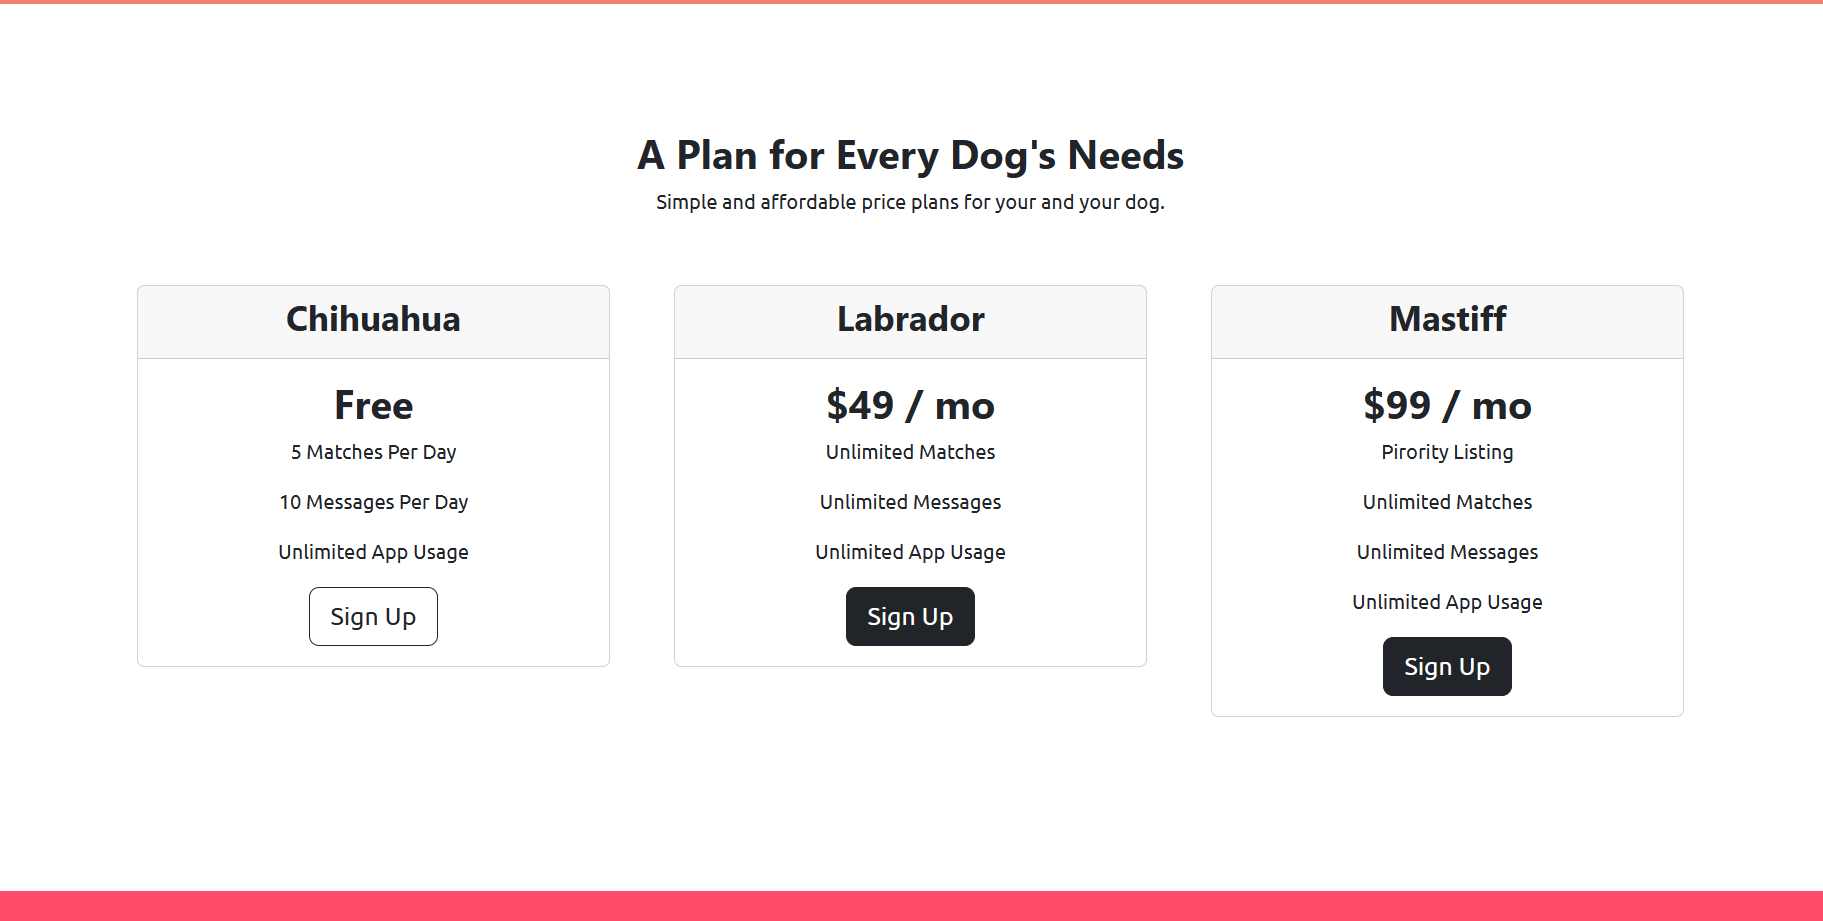 A Plan for Every Dog's Needs
Simple and affordable price plans for your and your dog.
Chihuahua
Free
5 Matches Per Day
10 Messages Per Day
Unlimited App Usage
Sign Up
Labrador
$49 / mo
Unlimited Matches
Unlimited Messages
Unlimited App Usage
Sign Up
Mastiff
$99 / mo
Pirority Listing
Unlimited Matches
Unlimited Messages
Unlimited App Usage
Sign Up